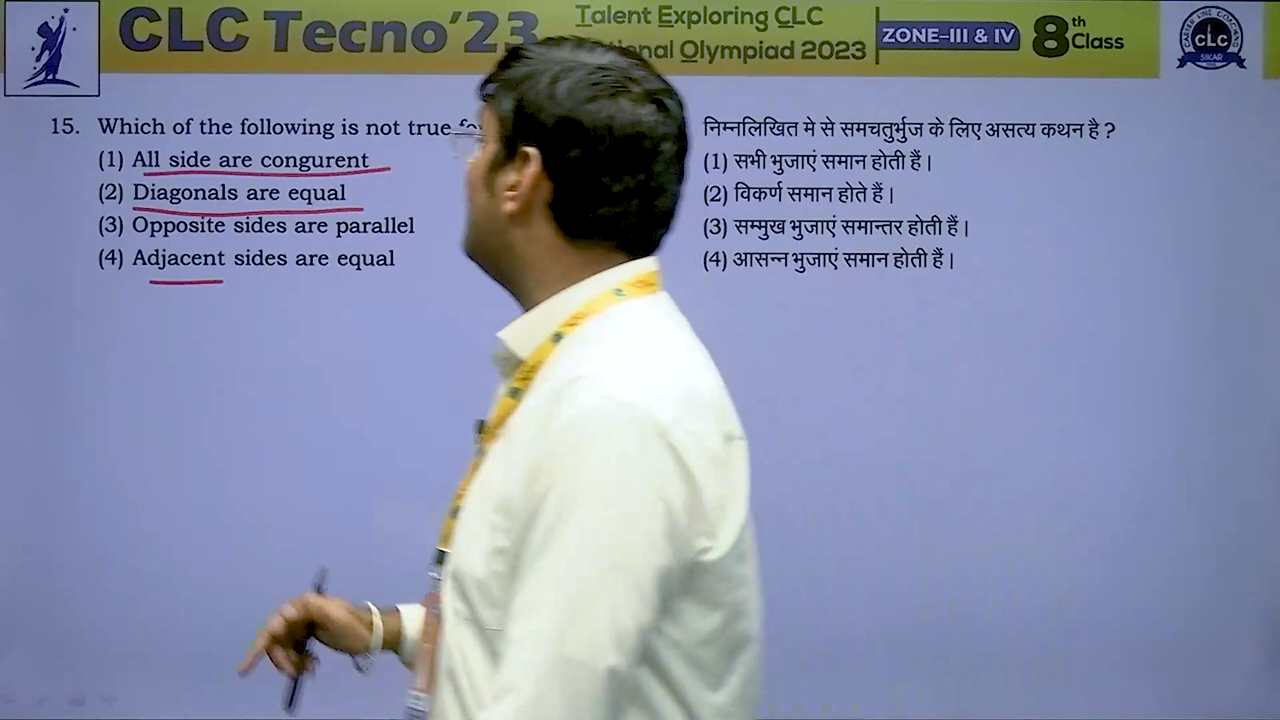 CLC Tecno'23
Talent Exploring CLC
Olympiad 2023
ZONE-III & IV
8th Class
CLC
SIKAR
15. Which of the following is not true
(1) All side are congurent
(2) Diagonals are equal
(3) Opposite sides are parallel
(4) Adjacent sides are equal
निम्नलिखित मे से समचतुर्भुज के लिए असत्य कथन है ?
(1) सभी भुजाएं समान होती हैं।
(2) विकर्ण समान होते हैं।
(3) सम्मुख भुजाएं समान्तर होती हैं।
(4) आसन्न भुजाएं समान होती हैं।